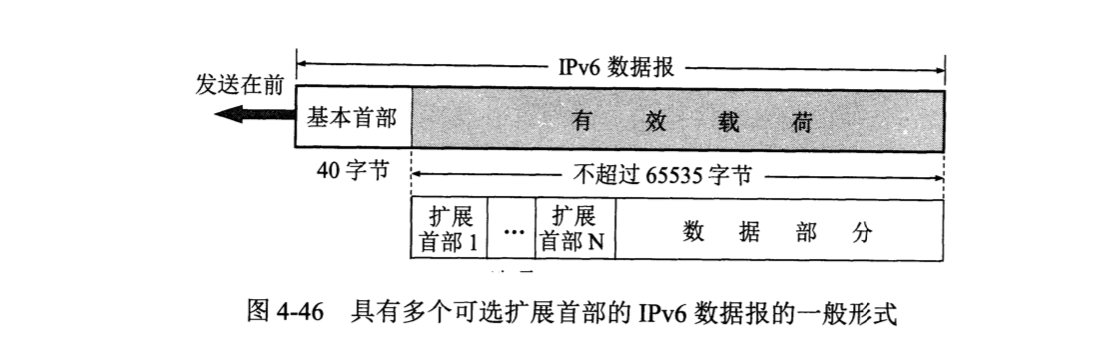 IPv6 数据报
发送在前
基本首部
有效载荷
40 字节
不超过 65535 字节
扩展
首部 1
...
扩展
首部 N
数据部分
图 4-46 具有多个可选扩展首部的 IPv6 数据报的一般形式